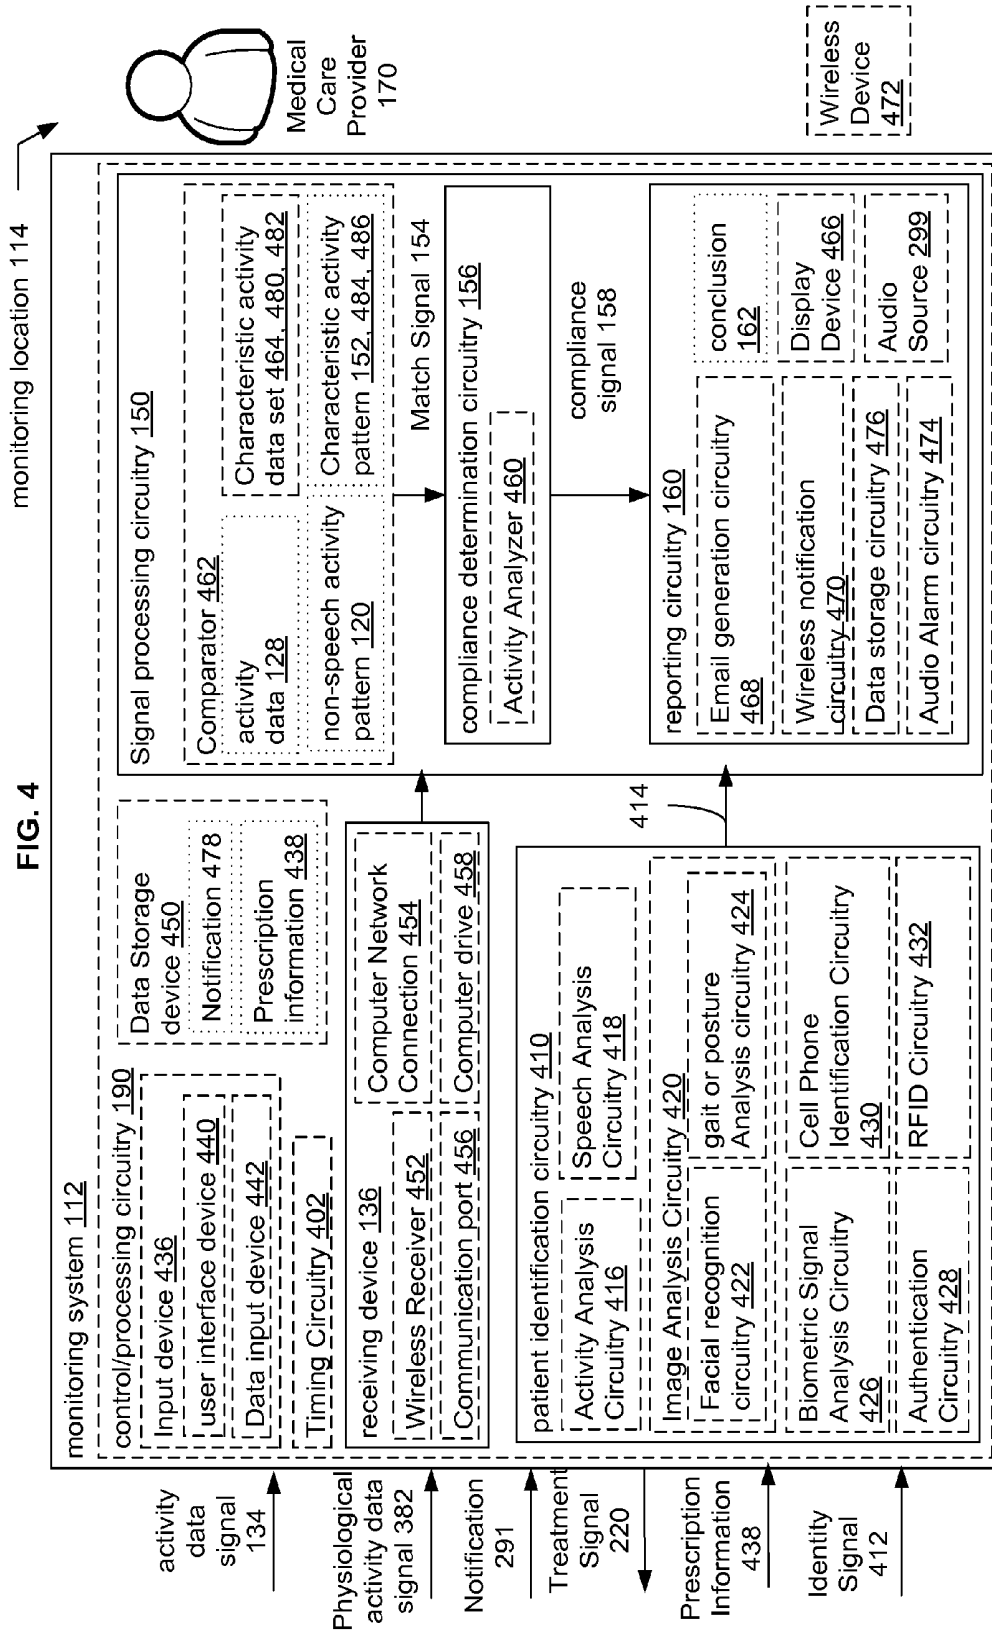 FIG. 4
monitoring location 114
monitoring system 112
control/processing circuitry 190
Input device 436
user interface device 440
Data input device 442
Timing Circuitry 402
Data Storage
device 450
Notification 478
Prescription
information 438
receiving device 136
Wireless Receiver 452
Computer Network
Connection 454
Communication port 456
Computer drive 458
patient identification circuitry 410
Activity Analysis
Circuitry 416
Speech Analysis
Circuitry 418
Image Analysis Circuitry 420
Facial recognition
circuitry 422
gait or posture
Analysis circuitry 424
Biometric Signal
Analysis Circuitry
426
Cell Phone
Identification Circuitry
430
Authentication
Circuitry 428
RFID Circuitry 432
414
Signal processing circuitry 150
Comparator 462
activity
data 128
Characteristic activity
data set 464, 480, 482
non-speech activity
pattern 120
Characteristic activity
pattern 152, 484, 486
Match Signal 154
compliance determination circuitry 156
Activity Analyzer 460
compliance
signal 158
reporting circuitry 160
Email generation circuitry
468
conclusion
162
Wireless notification
circuitry 470
Display
Device 466
Data storage circuitry 476
Audio Alarm circuitry 474
Audio
Source 299
Medical
Care
Provider
170
Wireless
Device
472
activity
data
signal
134
Physiological
activity data
signal 382
Notification
291
Treatment
Signal
220
Prescription
Information
438
Identity
Signal
412